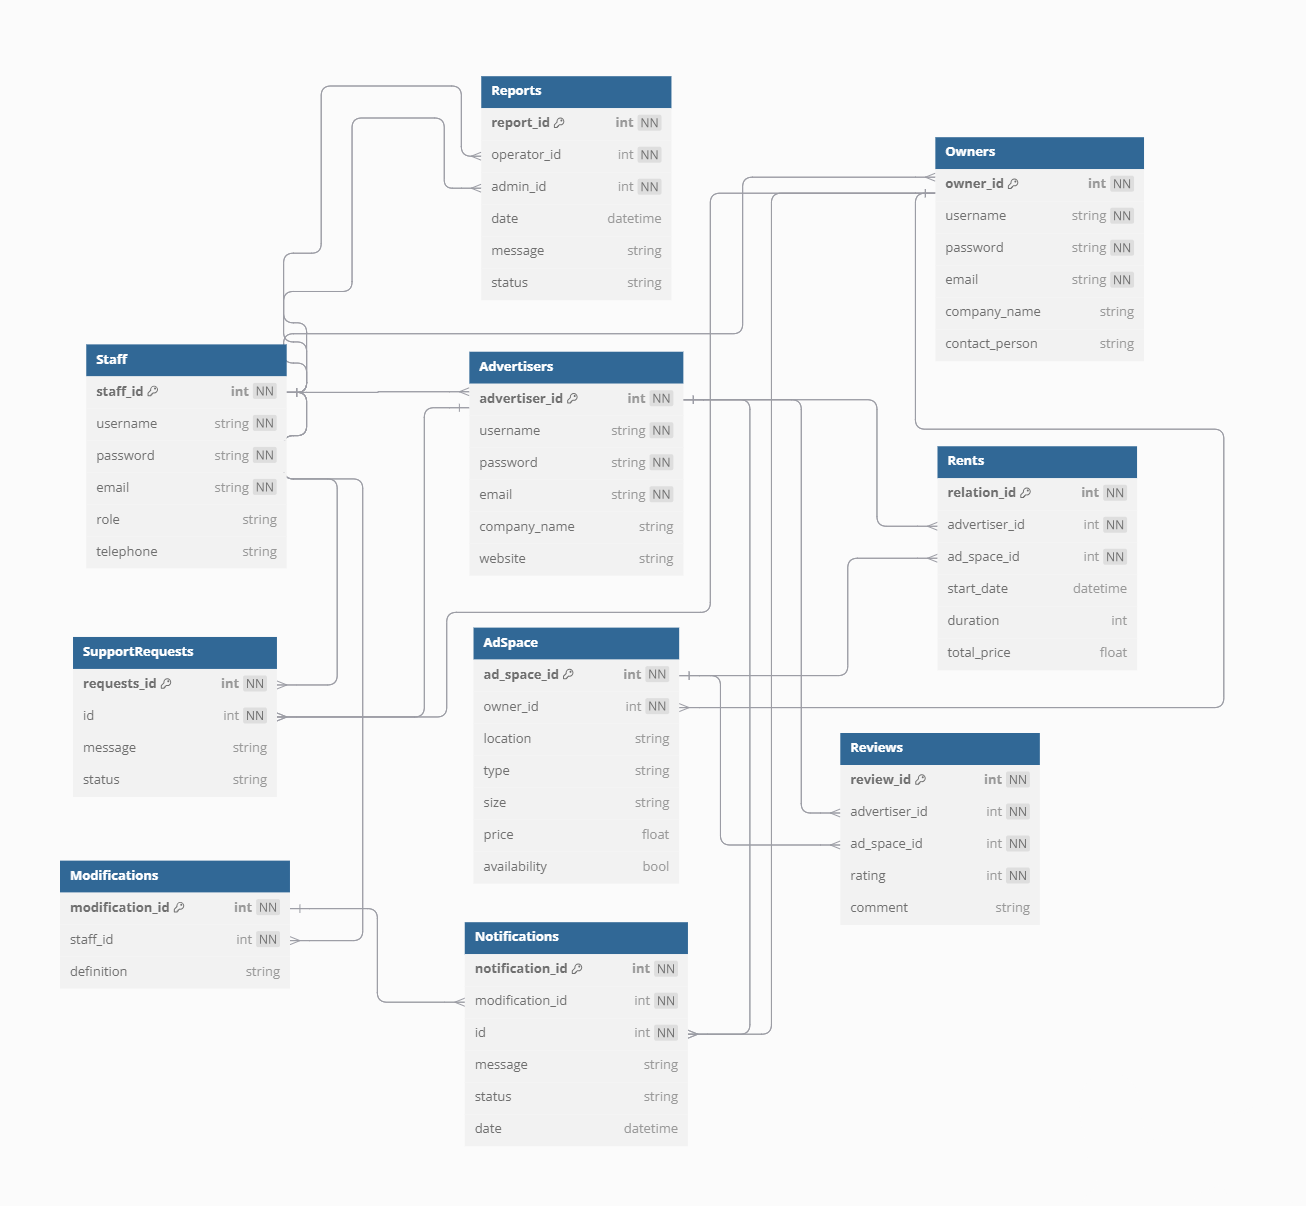 Reports
report_id int NN
operator_id int NN
admin_id int NN
date datetime
message string
status string
Owners
owner_id int NN
username string NN
password string NN
email string NN
company_name string
contact_person string
Staff
staff_id int NN
username string NN
password string NN
email string NN
role string
telephone string
Advertisers
advertiser_id int NN
username string NN
password string NN
email string NN
company_name string
website string
Rents
relation_id int NN
advertiser_id int NN
ad_space_id int NN
start_date datetime
duration int
total_price float
SupportRequests
requests_id int NN
id int NN
message string
status string
AdSpace
ad_space_id int NN
owner_id int NN
location string
type string
size string
price float
availability bool
Reviews
review_id int NN
advertiser_id int NN
ad_space_id int NN
rating int NN
comment string
Modifications
modification_id int NN
staff_id int NN
definition string
Notifications
notification_id int NN
modification_id int NN
id int NN
message string
status string
date datetime